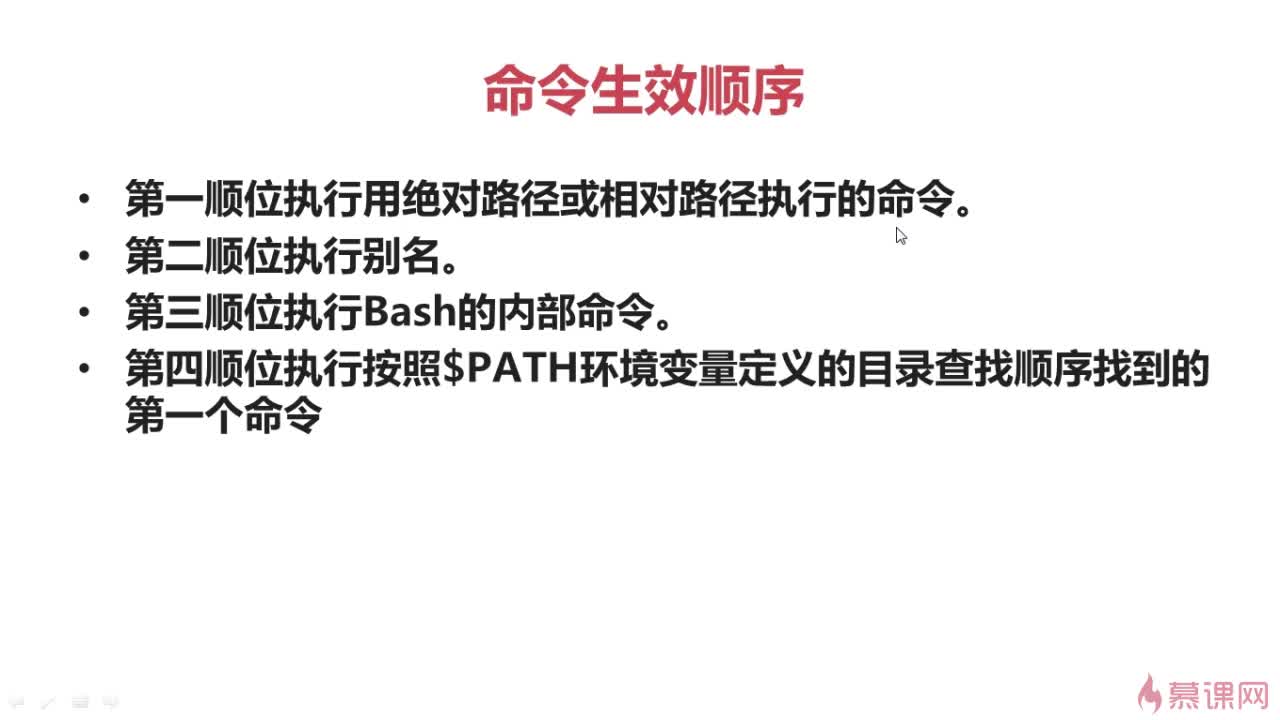 命令生效顺序
• 第一顺位执行用绝对路径或相对路径执行的命令。
• 第二顺位执行别名。
• 第三顺位执行Bash的内部命令。
• 第四顺位执行按照$PATH环境变量定义的目录查找顺序找到的
第一个命令
慕课网